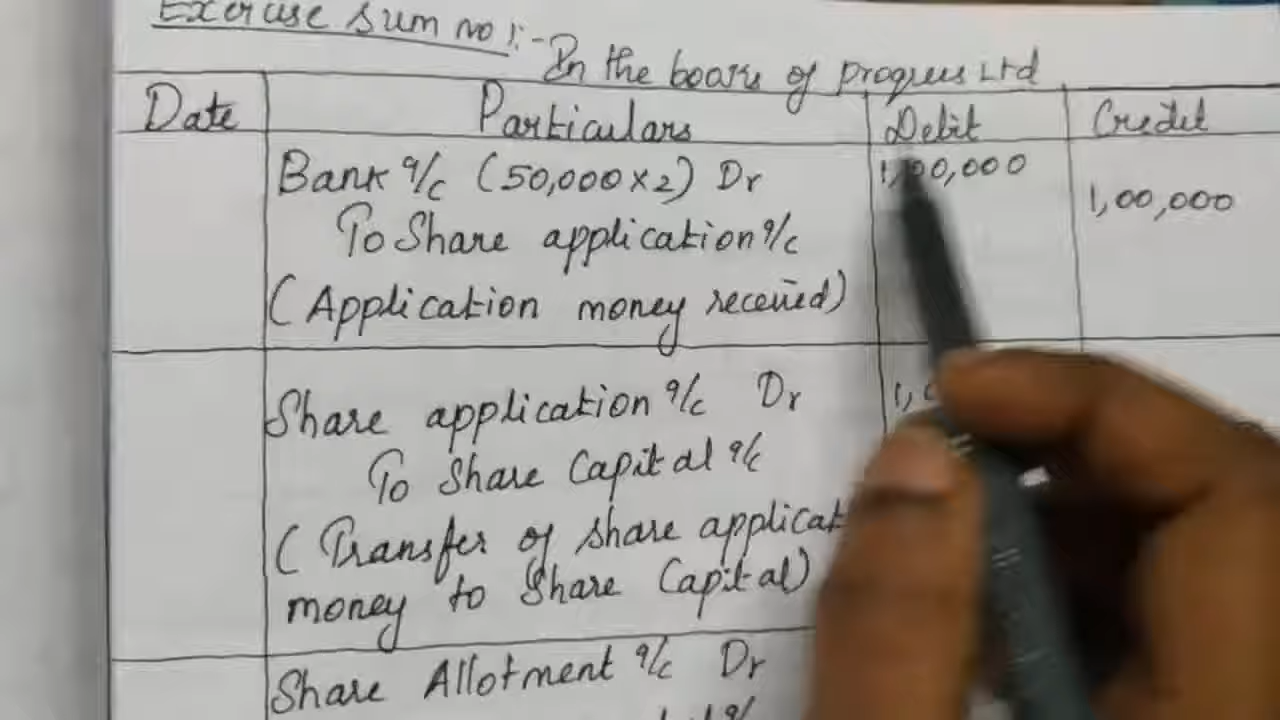 Exercise sum no 1:-
In the books of Progress Ltd
Date Particulars Debit Credit
Bank a/c (50,000 x 2) Dr 1,00,000
To Share application a/c 1,00,000
(Application money received)
Share application a/c Dr
To Share Capital a/c
(Transfer of share applicat
money to Share Capital)
Share Allotment a/c Dr